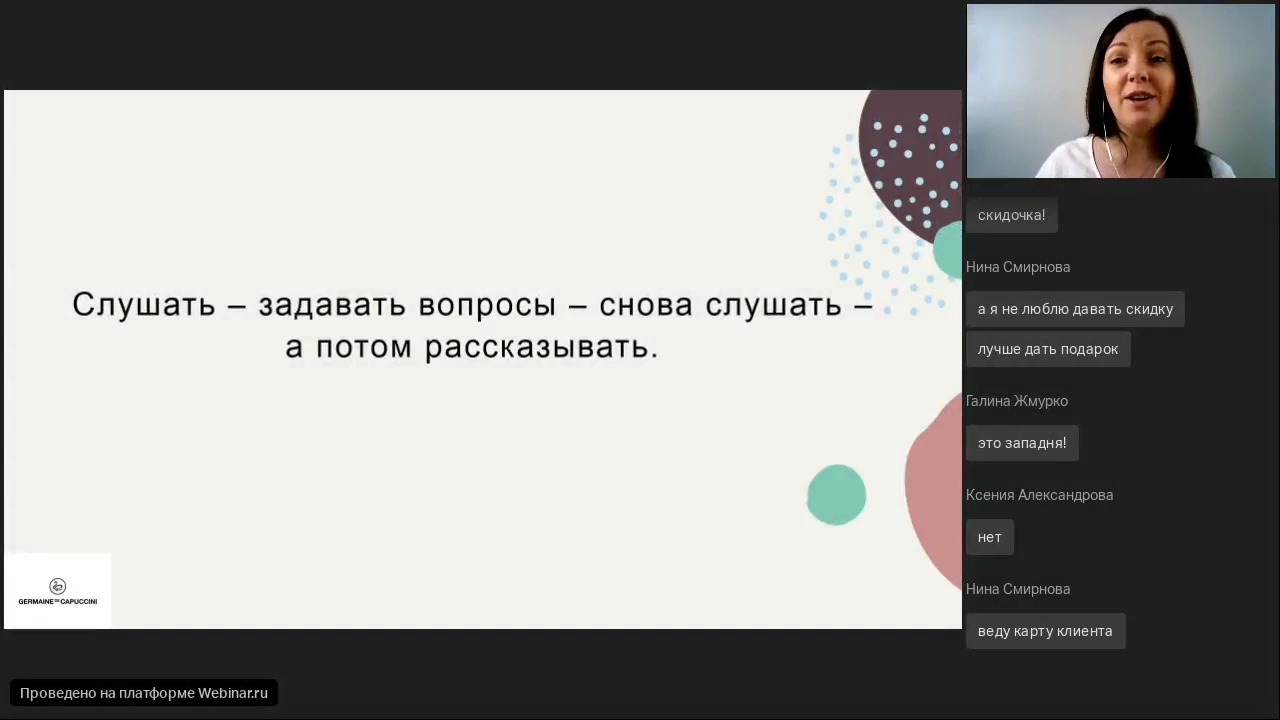 Слушать – задавать вопросы – снова слушать –
а потом рассказывать.
GERMAINE DE CAPUCCINI
Проведено на платформе Webinar.ru
скидочка!
Нина Смирнова
а я не люблю давать скидку
лучше дать подарок
Галина Жмурко
это западня!
Ксения Александрова
нет
Нина Смирнова
веду карту клиента